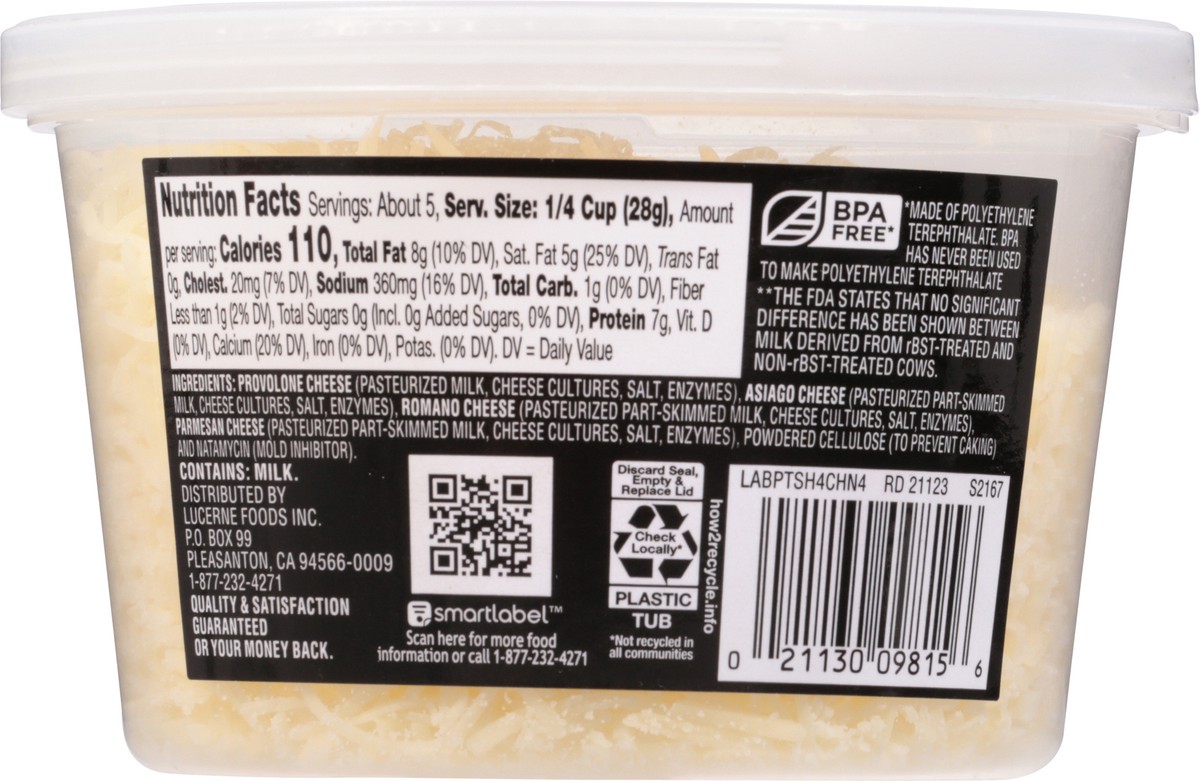 Nutrition Facts Servings: About 5, Serv. Size: 1/4 Cup (28g), Amount
per serving: Calories 110, Total Fat 8g (10% DV), Sat. Fat 5g (25% DV), Trans Fat
0g, Cholest. 20mg (7% DV), Sodium 360mg (16% DV), Total Carb. 1g (0% DV), Fiber
Less than 1g (2% DV), Total Sugars 0g (Incl. 0g Added Sugars, 0% DV), Protein 7g, Vit. D
(0% DV), Calcium (20% DV), Iron (0% DV), Potas. (0% DV). DV = Daily Value
BPA
FREE*
*MADE OF POLYETHYLENE
TEREPHTHALATE. BPA
HAS NEVER BEEN USED
TO MAKE POLYETHYLENE TEREPHTHALATE
**THE FDA STATES THAT NO SIGNIFICANT
DIFFERENCE HAS BEEN SHOWN BETWEEN
MILK DERIVED FROM rBST-TREATED AND
NON-rBST-TREATED COWS.
INGREDIENTS: PROVOLONE CHEESE (PASTEURIZED MILK, CHEESE CULTURES, SALT, ENZYMES), ASIAGO CHEESE (PASTEURIZED PART-SKIMMED
MILK, CHEESE CULTURES, SALT, ENZYMES), ROMANO CHEESE (PASTEURIZED PART-SKIMMED MILK, CHEESE CULTURES, SALT, ENZYMES),
PARMESAN CHEESE (PASTEURIZED PART-SKIMMED MILK, CHEESE CULTURES, SALT, ENZYMES), POWDERED CELLULOSE (TO PREVENT CAKING)
AND NATAMYCIN (MOLD INHIBITOR).
CONTAINS: MILK.
DISTRIBUTED BY
LUCERNE FOODS INC.
P.O. BOX 99
PLEASANTON, CA 94566-0009
1-877-232-4271
QUALITY & SATISFACTION
GUARANTEED
OR YOUR MONEY BACK.
smartlabel™
Scan here for more food
information or call 1-877-232-4271
Discard Seal,
Empty &
Replace Lid
Check
Locally*
PLASTIC
TUB
*Not recycled in
all communities
how2recycle.info
LABPTSH4CHN4 RD 21123 S2167
0 21130 09815 6